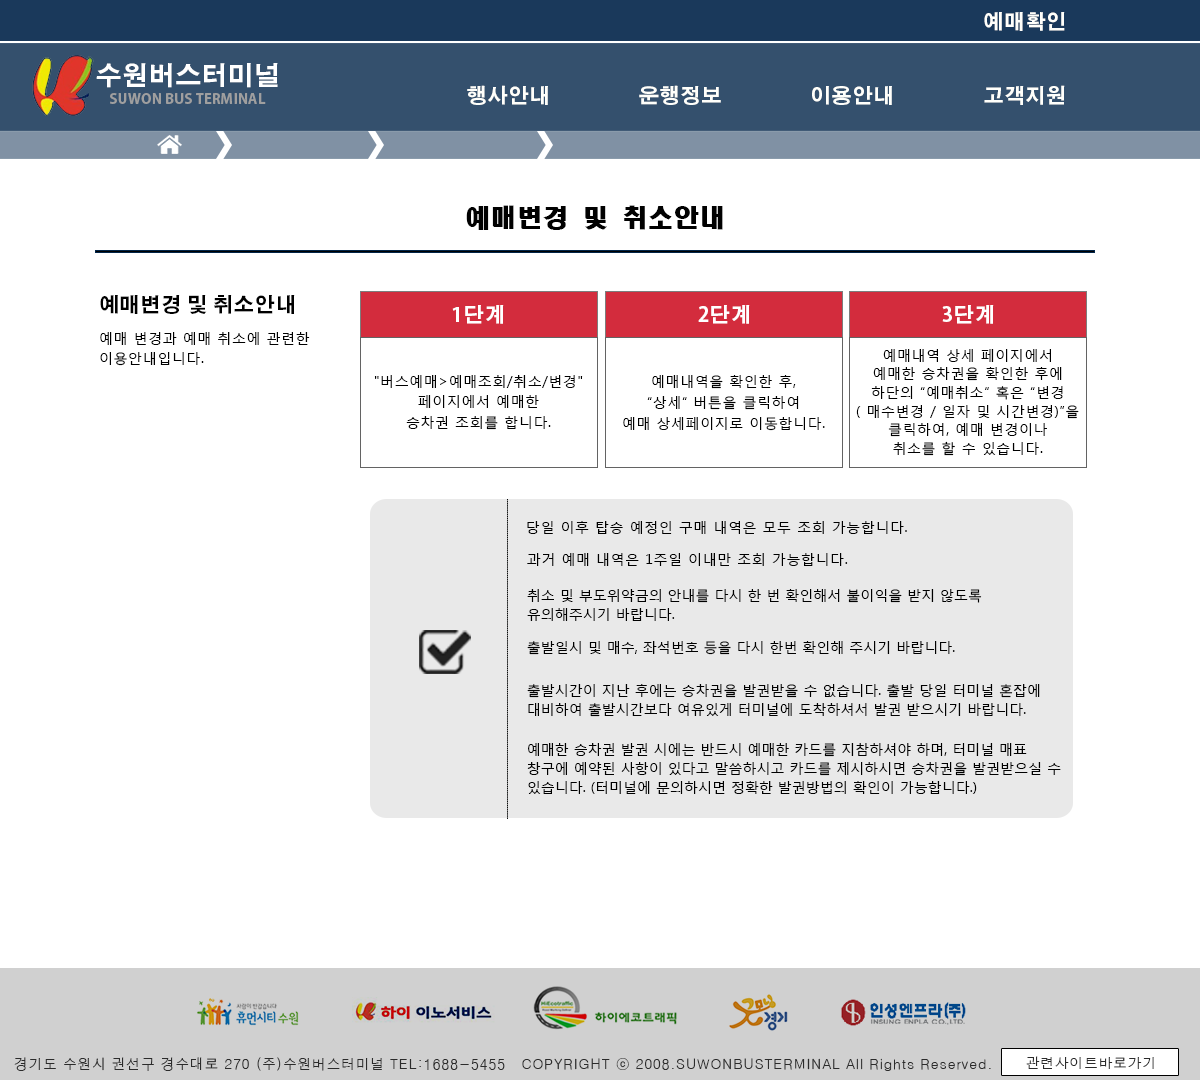 예매확인
수원버스터미널
SUWON BUS TERMINAL
행사안내 운행정보 이용안내 고객지원
예매변경 및 취소안내
예매변경 및 취소안내
예매 변경과 예매 취소에 관련한
이용안내입니다.
1단계
"버스예매>예매조회/취소/변경"
페이지에서 예매한
승차권 조회를 합니다.
2단계
예매내역을 확인한 후,
“상세“ 버튼을 클릭하여
예매 상세페이지로 이동합니다.
3단계
예매내역 상세 페이지에서
예매한 승차권을 확인한 후에
하단의 “예매취소“ 혹은 “변경
( 매수변경 / 일자 및 시간변경)”을
클릭하여, 예매 변경이나
취소를 할 수 있습니다.
당일 이후 탑승 예정인 구매 내역은 모두 조회 가능합니다.
과거 예매 내역은 1주일 이내만 조회 가능합니다.
취소 및 부도위약금의 안내를 다시 한 번 확인해서 불이익을 받지 않도록
유의해주시기 바랍니다.
출발일시 및 매수, 좌석번호 등을 다시 한번 확인해 주시기 바랍니다.
출발시간이 지난 후에는 승차권을 발권받을 수 없습니다. 출발 당일 터미널 혼잡에
대비하여 출발시간보다 여유있게 터미널에 도착하셔서 발권 받으시기 바랍니다.
예매한 승차권 발권 시에는 반드시 예매한 카드를 지참하셔야 하며, 터미널 매표
창구에 예약된 사항이 있다고 말씀하시고 카드를 제시하시면 승차권을 발권받으실 수
있습니다. (터미널에 문의하시면 정확한 발권방법의 확인이 가능합니다.)
사람이 반갑습니다
휴먼시티 수원
하이 이노서비스
HiEcotraffic
하이에코트래픽
경기
인성엔프라(주)
INSUNG ENPLA CO.,LTD.
경기도 수원시 권선구 경수대로 270 (주)수원버스터미널 TEL:1688-5455 COPYRIGHT ⓒ 2008.SUWONBUSTERMINAL All Rights Reserved.
관련사이트바로가기